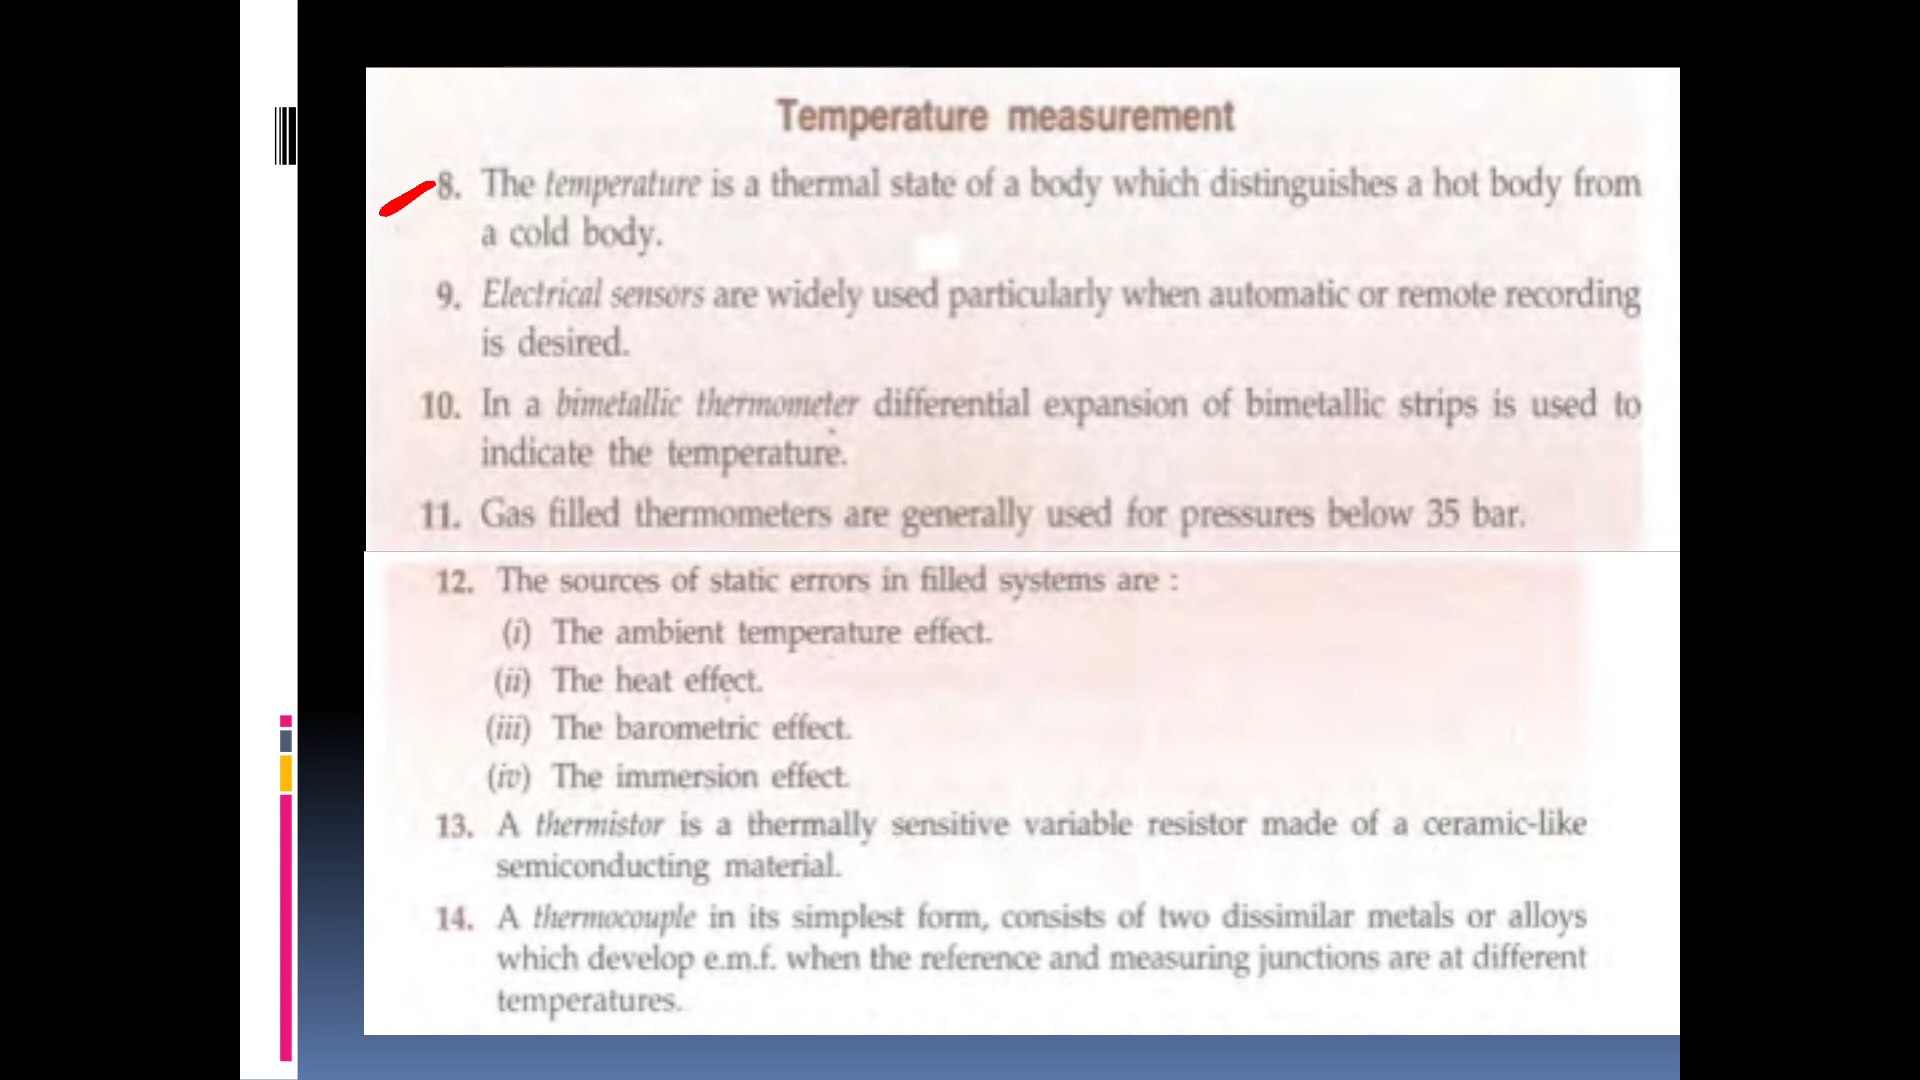 Temperature measurement
8. The temperature is a thermal state of a body which distinguishes a hot body from
a cold body.
9. Electrical sensors are widely used particularly when automatic or remote recording
is desired.
10. In a bimetallic thermometer differential expansion of bimetallic strips is used to
indicate the temperature.
11. Gas filled thermometers are generally used for pressures below 35 bar.
12. The sources of static errors in filled systems are :
(i) The ambient temperature effect.
(ii) The heat effect.
(iii) The barometric effect.
(iv) The immersion effect.
13. A thermistor is a thermally sensitive variable resistor made of a ceramic-like
semiconducting material.
14. A thermocouple in its simplest form, consists of two dissimilar metals or alloys
which develop e.m.f. when the reference and measuring junctions are at different
temperatures.